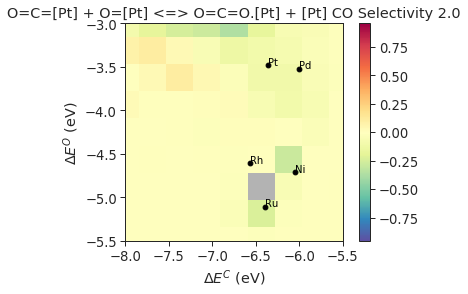 O=C=[Pt] + O=[Pt] <=> O=C=O.[Pt] + [Pt] CO Selectivity 2.0
−3.0
−3.5
−4.0
−4.5
−5.0
−5.5
ΔE^O (eV)
Pt
Pd
Rh
Ni
Ru
−8.0 −7.5 −7.0 −6.5 −6.0 −5.5
ΔE^C (eV)
0.75
0.50
0.25
0.00
−0.25
−0.50
−0.75